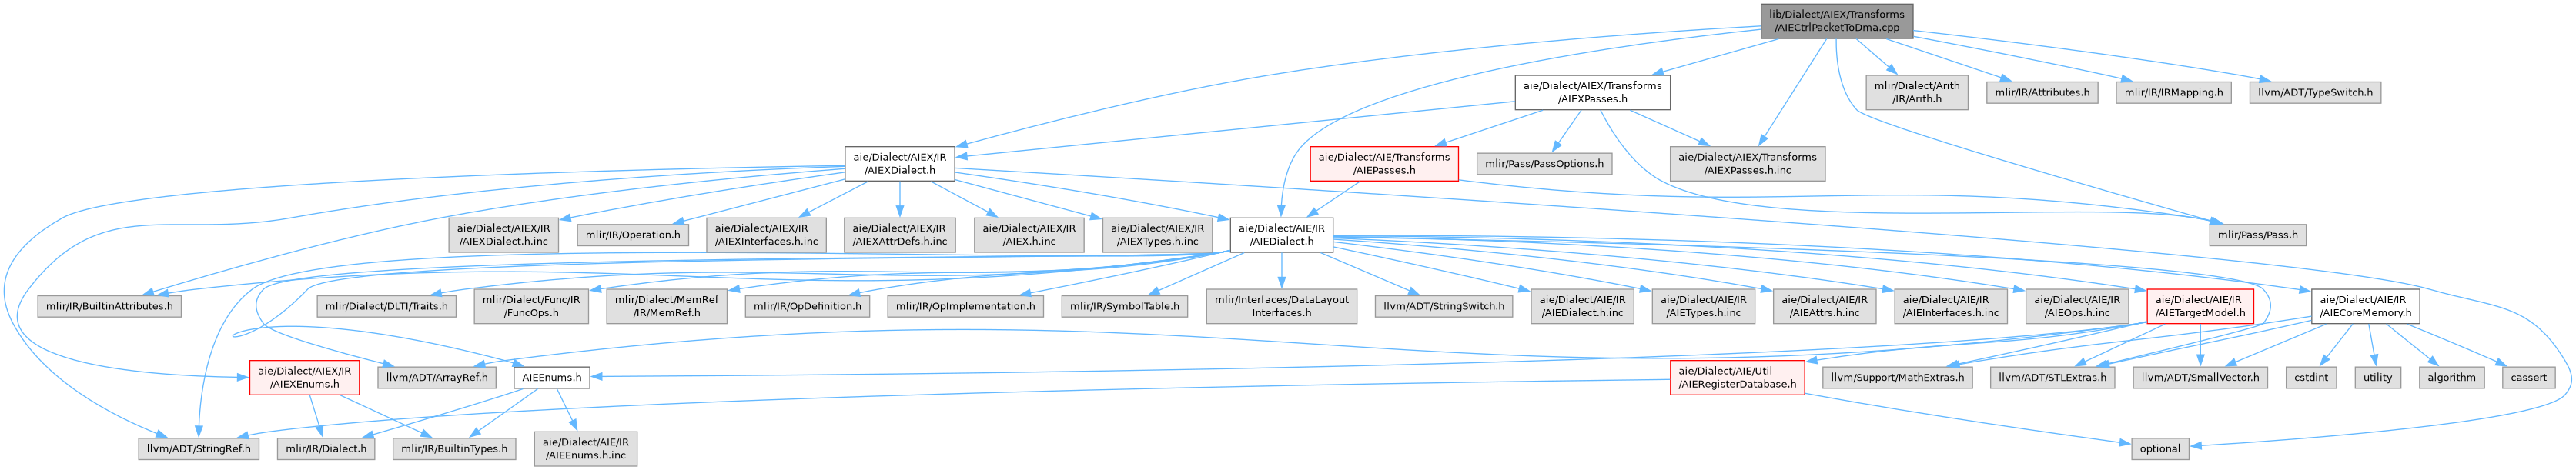 lib/Dialect/AIEX/Transforms
/AIECtrlPacketToDma.cpp
aie/Dialect/AIEX/Transforms
/AIEXPasses.h
mlir/Dialect/Arith
/IR/Arith.h
mlir/IR/Attributes.h
mlir/IR/IRMapping.h
llvm/ADT/TypeSwitch.h
aie/Dialect/AIEX/IR
/AIEXDialect.h
aie/Dialect/AIE/Transforms
/AIEPasses.h
mlir/Pass/PassOptions.h
aie/Dialect/AIEX/Transforms
/AIEXPasses.h.inc
aie/Dialect/AIEX/IR
/AIEXDialect.h.inc
mlir/IR/Operation.h
aie/Dialect/AIEX/IR
/AIEXInterfaces.h.inc
aie/Dialect/AIEX/IR
/AIEXAttrDefs.h.inc
aie/Dialect/AIEX/IR
/AIEX.h.inc
aie/Dialect/AIEX/IR
/AIEXTypes.h.inc
aie/Dialect/AIE/IR
/AIEDialect.h
mlir/Pass/Pass.h
mlir/IR/BuiltinAttributes.h
mlir/Dialect/DLTI/Traits.h
mlir/Dialect/Func/IR
/FuncOps.h
mlir/Dialect/MemRef
/IR/MemRef.h
mlir/IR/OpDefinition.h
mlir/IR/OpImplementation.h
mlir/IR/SymbolTable.h
mlir/Interfaces/DataLayout
Interfaces.h
llvm/ADT/StringSwitch.h
aie/Dialect/AIE/IR
/AIEDialect.h.inc
aie/Dialect/AIE/IR
/AIETypes.h.inc
aie/Dialect/AIE/IR
/AIEAttrs.h.inc
aie/Dialect/AIE/IR
/AIEInterfaces.h.inc
aie/Dialect/AIE/IR
/AIEOps.h.inc
aie/Dialect/AIE/IR
/AIETargetModel.h
aie/Dialect/AIE/IR
/AIECoreMemory.h
aie/Dialect/AIEX/IR
/AIEXEnums.h
llvm/ADT/ArrayRef.h
AIEEnums.h
aie/Dialect/AIE/Util
/AIERegisterDatabase.h
llvm/Support/MathExtras.h
llvm/ADT/STLExtras.h
llvm/ADT/SmallVector.h
cstdint
utility
algorithm
cassert
llvm/ADT/StringRef.h
mlir/IR/Dialect.h
mlir/IR/BuiltinTypes.h
aie/Dialect/AIE/IR
/AIEEnums.h.inc
optional